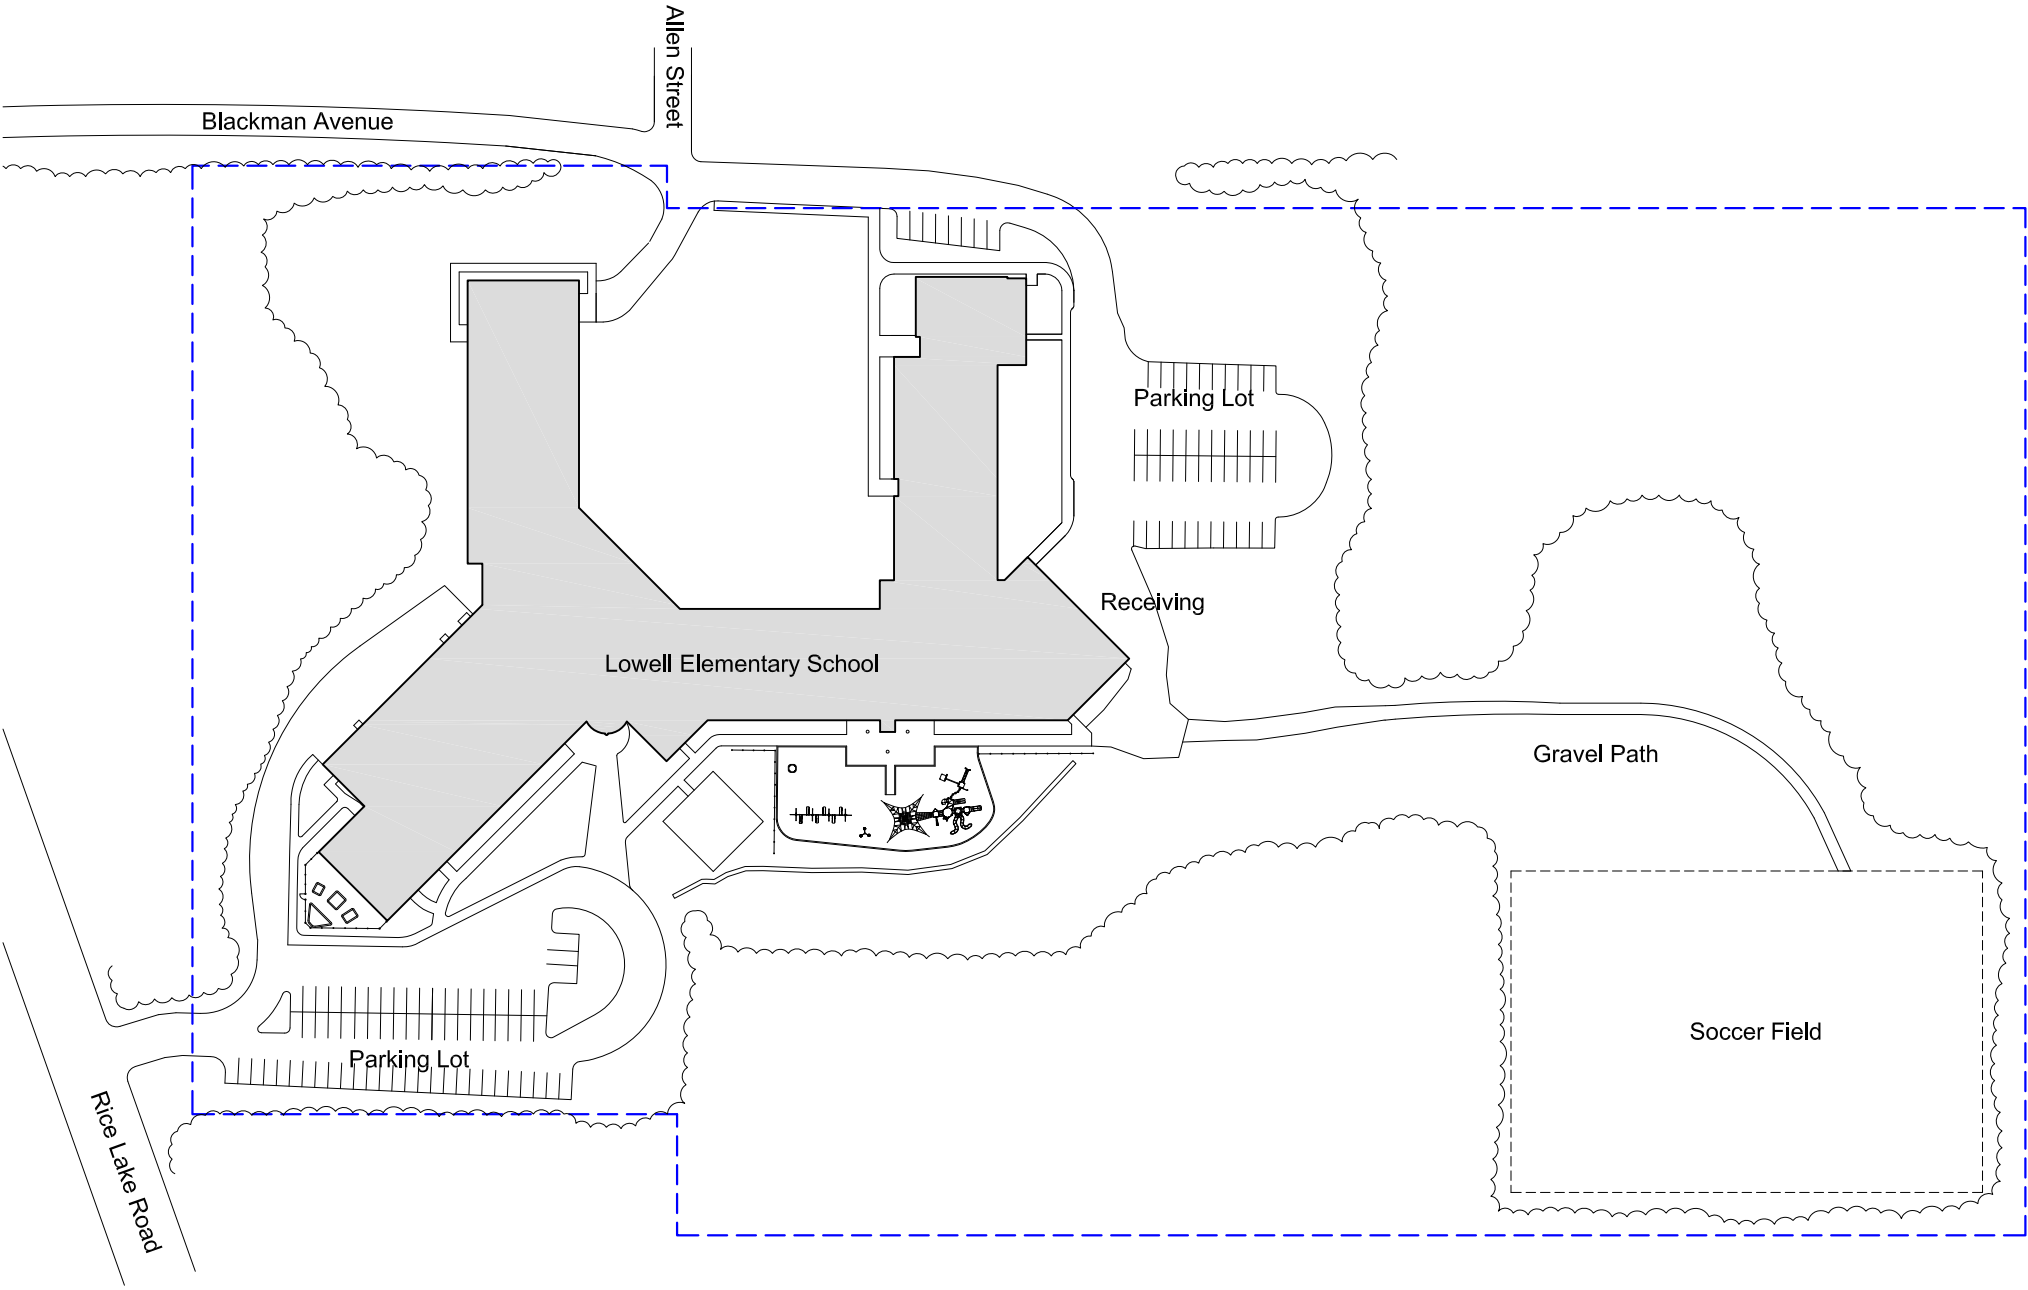 Allen Street
Blackman Avenue
Parking Lot
Receiving
Lowell Elementary School
Gravel Path
Soccer Field
Parking Lot
Rice Lake Road